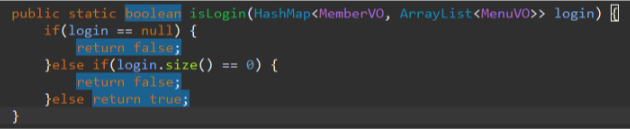 public static boolean isLogin(HashMap<MemberVO, ArrayList<MenuVO>> login) {
if(login == null) {
return false;
}else if(login.size() == 0) {
return false;
}else return true;
}